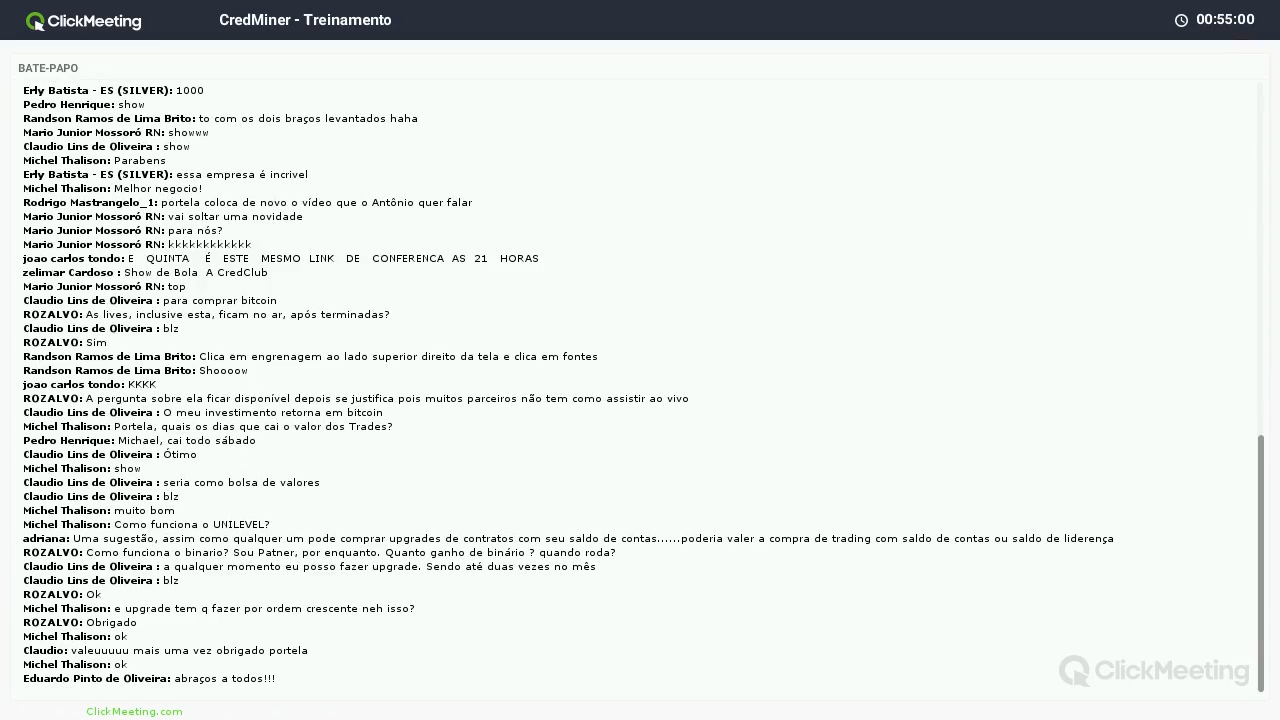 ClickMeeting
CredMiner - Treinamento
00:55:00
BATE-PAPO
Erly Batista - ES (SILVER): 1000
Pedro Henrique: show
Randson Ramos de Lima Brito: to com os dois braços levantados haha
Mario Junior Mossoró RN: showww
Claudio Lins de Oliveira : show
Michel Thalison: Parabens
Erly Batista - ES (SILVER): essa empresa é incrivel
Michel Thalison: Melhor negocio!
Rodrigo Mastrangelo_1: portela coloca de novo o vídeo que o Antônio quer falar
Mario Junior Mossoró RN: vai soltar uma novidade
Mario Junior Mossoró RN: para nós?
Mario Junior Mossoró RN: kkkkkkkkkkkk
joao carlos tondo: E QUINTA É ESTE MESMO LINK DE CONFERENCA AS 21 HORAS
zelimar Cardoso : Show de Bola A CredClub
Mario Junior Mossoró RN: top
Claudio Lins de Oliveira : para comprar bitcoin
ROZALVO: As lives, inclusive esta, ficam no ar, após terminadas?
Claudio Lins de Oliveira : blz
ROZALVO: Sim
Randson Ramos de Lima Brito: Clica em engrenagem ao lado superior direito da tela e clica em fontes
Randson Ramos de Lima Brito: Shoooow
joao carlos tondo: KKKK
ROZALVO: A pergunta sobre ela ficar disponível depois se justifica pois muitos parceiros não tem como assistir ao vivo
Claudio Lins de Oliveira : O meu investimento retorna em bitcoin
Michel Thalison: Portela, quais os dias que cai o valor dos Trades?
Pedro Henrique: Michael, cai todo sábado
Claudio Lins de Oliveira : Ótimo
Michel Thalison: show
Claudio Lins de Oliveira : seria como bolsa de valores
Claudio Lins de Oliveira : blz
Michel Thalison: muito bom
Michel Thalison: Como funciona o UNILEVEL?
adriana: Uma sugestão, assim como qualquer um pode comprar upgrades de contratos com seu saldo de contas......poderia valer a compra de trading com saldo de contas ou saldo de liderença
ROZALVO: Como funciona o binario? Sou Patner, por enquanto. Quanto ganho de binário ? quando roda?
Claudio Lins de Oliveira : a qualquer momento eu posso fazer upgrade. Sendo até duas vezes no mês
Claudio Lins de Oliveira : blz
ROZALVO: Ok
Michel Thalison: e upgrade tem q fazer por ordem crescente neh isso?
ROZALVO: Obrigado
Michel Thalison: ok
Claudio: valeuuuuu mais uma vez obrigado portela
Michel Thalison: ok
Eduardo Pinto de Oliveira: abraços a todos!!!
ClickMeeting
ClickMeeting.com